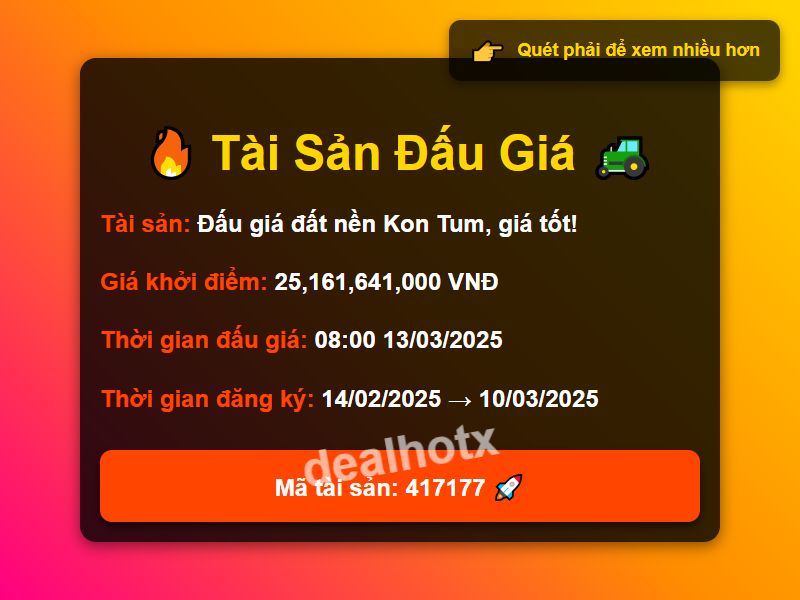 👉 Quét phải để xem nhiều hơn
🔥 Tài Sản Đấu Giá 🚜
Tài sản: Đấu giá đất nền Kon Tum, giá tốt!
Giá khởi điểm: 25,161,641,000 VNĐ
Thời gian đấu giá: 08:00 13/03/2025
Thời gian đăng ký: 14/02/2025 → 10/03/2025
dealhotx
Mã tài sản: 417177 🚀